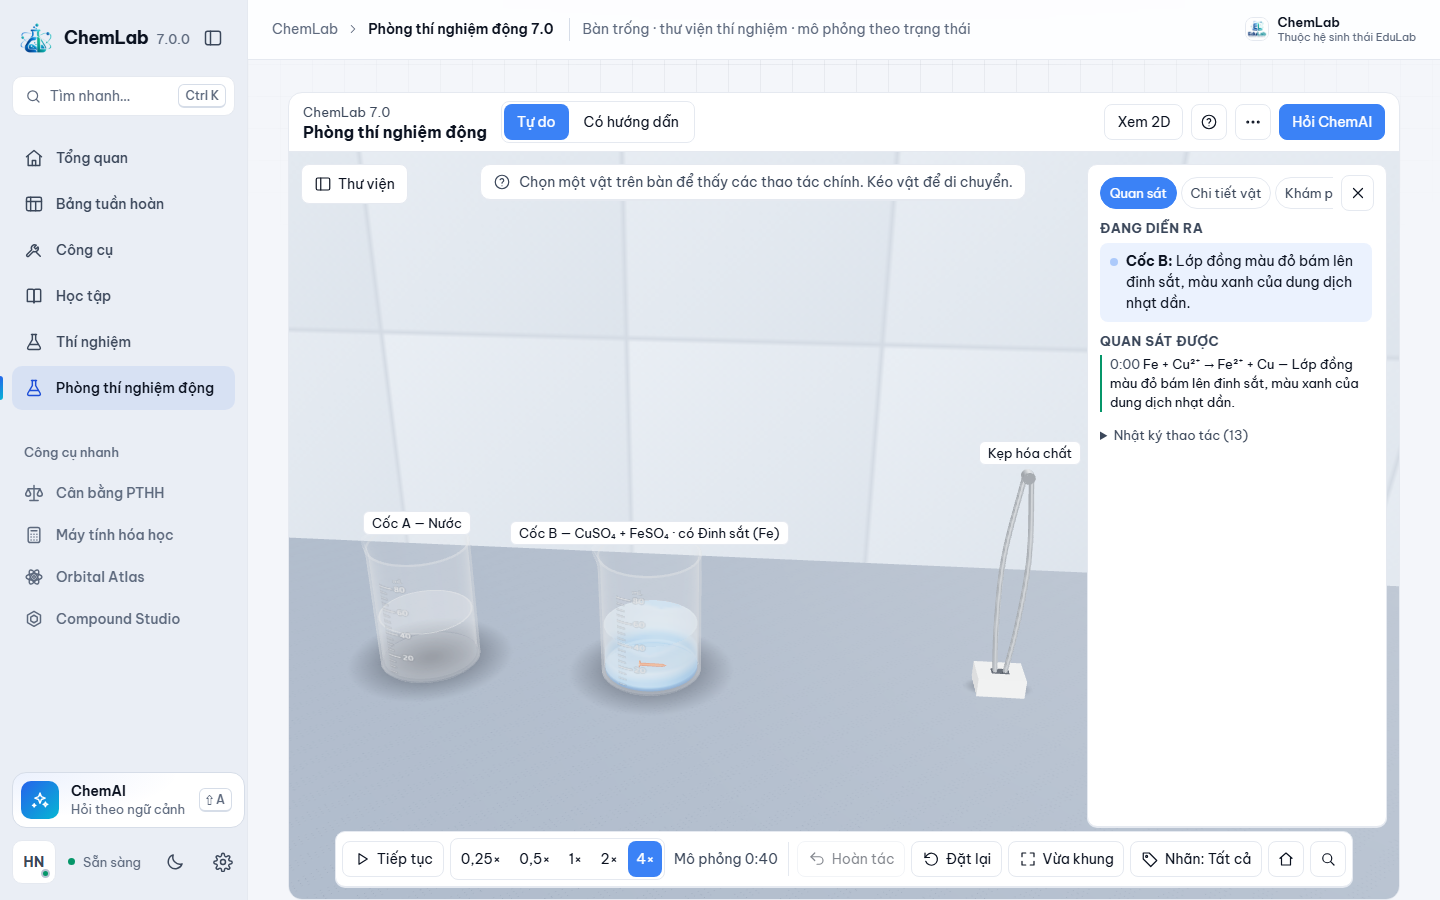 ChemLab 7.0.0
Tìm nhanh... Ctrl K
Tổng quan
Bảng tuần hoàn
Công cụ
Học tập
Thí nghiệm
Phòng thí nghiệm động
Công cụ nhanh
Cân bằng PTHH
Máy tính hóa học
Orbital Atlas
Compound Studio
ChemAI
Hỏi theo ngữ cảnh
⇧A
HN
Sẵn sàng
ChemLab > Phòng thí nghiệm động 7.0
Bàn trống · thư viện thí nghiệm · mô phỏng theo trạng thái
ChemLab
Thuộc hệ sinh thái EduLab
ChemLab 7.0
Phòng thí nghiệm động
Tự do
Có hướng dẫn
Xem 2D
Hỏi ChemAI
Thư viện
Chọn một vật trên bàn để thấy các thao tác chính. Kéo vật để di chuyển.
Quan sát
Chi tiết vật
Khám p
ĐANG DIỄN RA
Cốc B: Lớp đồng màu đỏ bám lên
đinh sắt, màu xanh của dung dịch
nhạt dần.
QUAN SÁT ĐƯỢC
0:00 Fe + Cu²⁺ → Fe²⁺ + Cu — Lớp đồng
màu đỏ bám lên đinh sắt, màu xanh của
dung dịch nhạt dần.
Nhật ký thao tác (13)
Kẹp hóa chất
Cốc A — Nước
Cốc B — CuSO₄ + FeSO₄ · có Đinh sắt (Fe)
40
20
Tiếp tục
0,25×
0,5×
1×
2×
4×
Mô phỏng 0:40
Hoàn tác
Đặt lại
Vừa khung
Nhãn: Tất cả